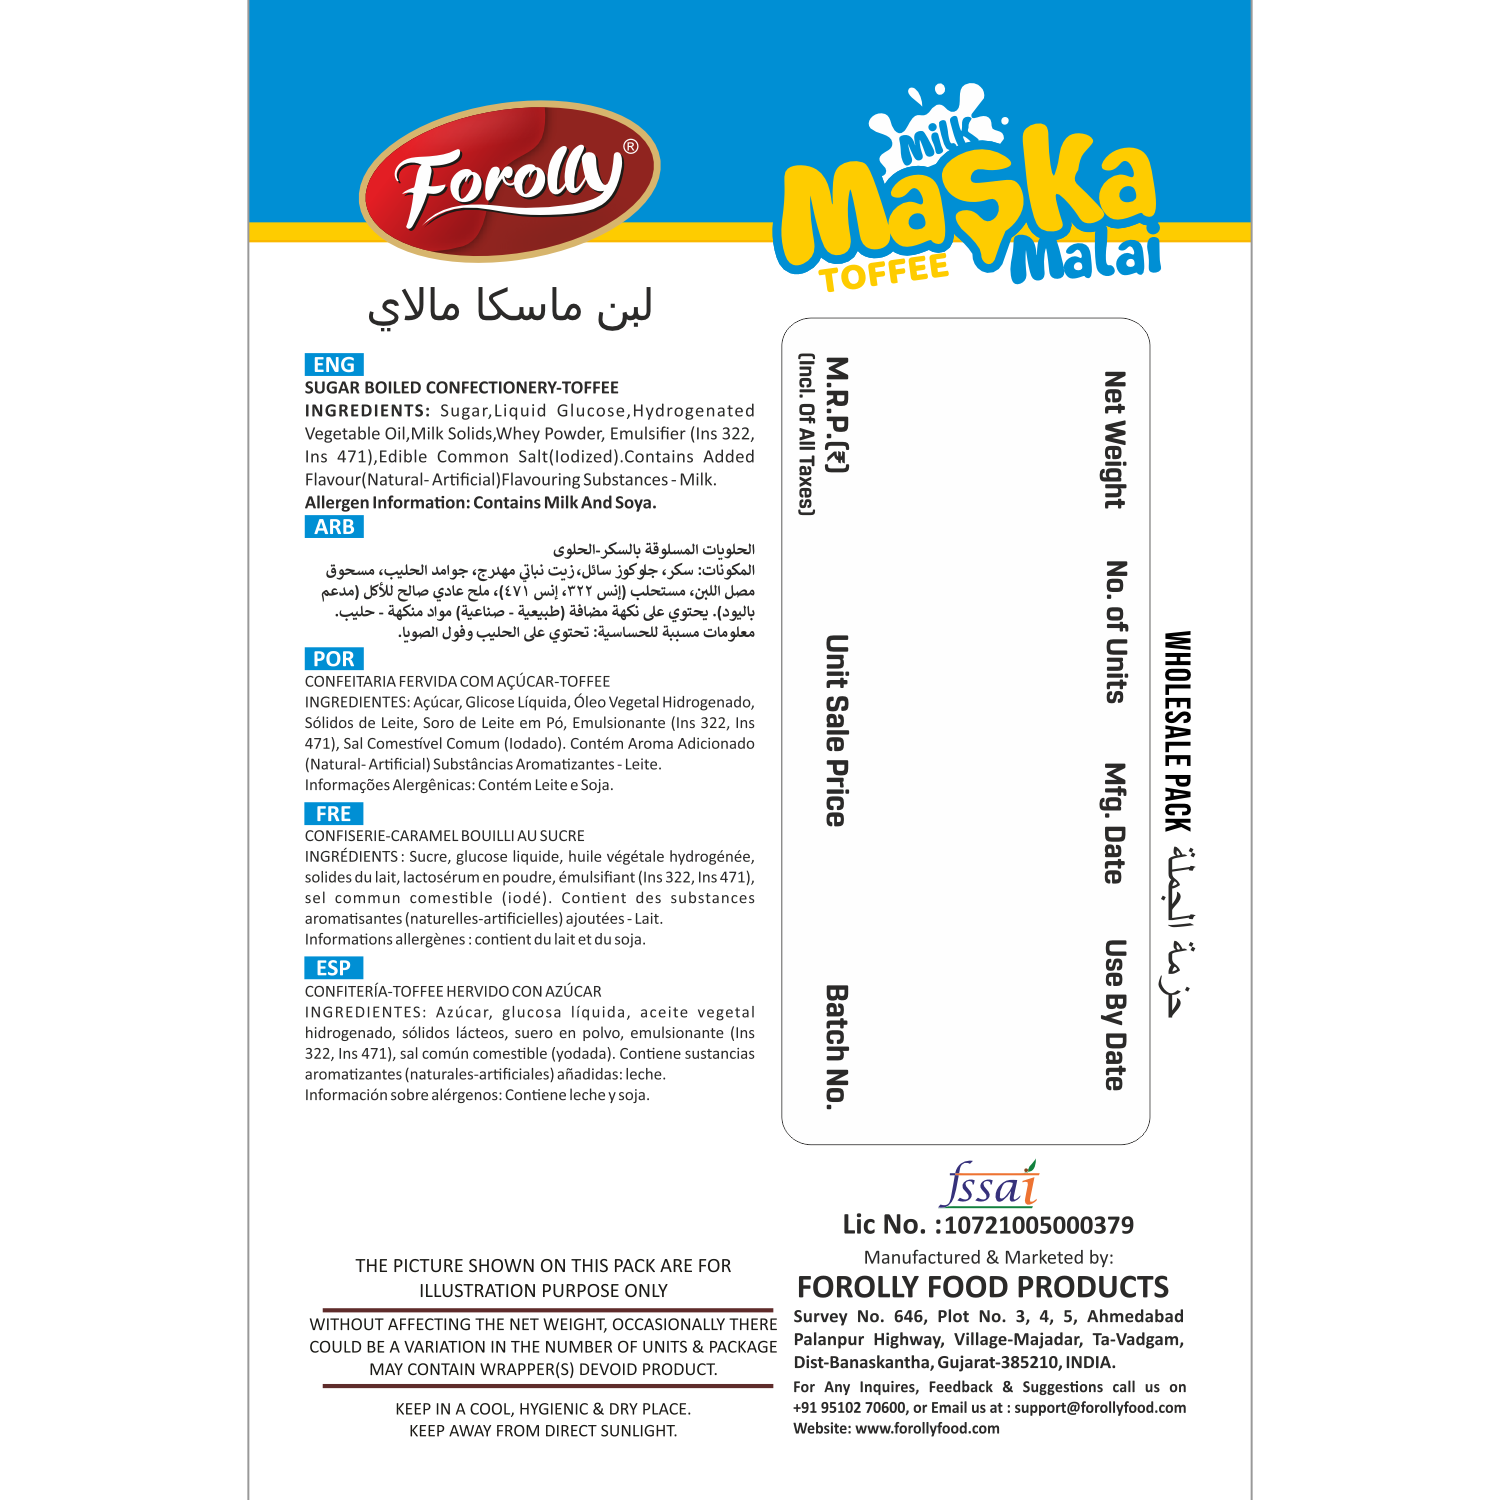 Forolly®
Milk
Maska
Malai
TOFFEE
لبن ماسكا مالاي
ENG
SUGAR BOILED CONFECTIONERY-TOFFEE
INGREDIENTS: Sugar,Liquid Glucose,Hydrogenated
Vegetable Oil,Milk Solids,Whey Powder, Emulsifier (Ins 322,
Ins 471),Edible Common Salt(Iodized).Contains Added
Flavour(Natural- Artificial)Flavouring Substances - Milk.
Allergen Information: Contains Milk And Soya.
ARB
الحلويات المسلوقة بالسكر-الحلوى
المكونات: سكر، جلوكوز سائل، زيت نباتي مهدرج، جوامد الحليب، مسحوق
مصل اللبن، مستحلب (إنس ٣٢٢، إنس ٤٧١)، ملح عادي صالح للأكل (مدعم
باليود). يحتوي على نكهة مضافة (طبيعية - صناعية) مواد منكهة - حليب.
معلومات مسببة للحساسية: تحتوي على الحليب وفول الصويا.
POR
CONFEITARIA FERVIDA COM AÇÚCAR-TOFFEE
INGREDIENTES: Açúcar, Glicose Líquida, Óleo Vegetal Hidrogenado,
Sólidos de Leite, Soro de Leite em Pó, Emulsionante (Ins 322, Ins
471), Sal Comestível Comum (Iodado). Contém Aroma Adicionado
(Natural- Artificial) Substâncias Aromatizantes - Leite.
Informações Alergênicas: Contém Leite e Soja.
FRE
CONFISERIE-CARAMEL BOUILLI AU SUCRE
INGRÉDIENTS : Sucre, glucose liquide, huile végétale hydrogénée,
solides du lait, lactosérum en poudre, émulsifiant (Ins 322, Ins 471),
sel commun comestible (iodé). Contient des substances
aromatisantes (naturelles-artificielles) ajoutées - Lait.
Informations allergènes : contient du lait et du soja.
ESP
CONFITERÍA-TOFFEE HERVIDO CON AZÚCAR
INGREDIENTES: Azúcar, glucosa líquida, aceite vegetal
hidrogenado, sólidos lácteos, suero en polvo, emulsionante (Ins
322, Ins 471), sal común comestible (yodada). Contiene sustancias
aromatizantes (naturales-artificiales) añadidas: leche.
Información sobre alérgenos: Contiene leche y soja.
THE PICTURE SHOWN ON THIS PACK ARE FOR
ILLUSTRATION PURPOSE ONLY
WITHOUT AFFECTING THE NET WEIGHT, OCCASIONALLY THERE
COULD BE A VARIATION IN THE NUMBER OF UNITS & PACKAGE
MAY CONTAIN WRAPPER(S) DEVOID PRODUCT.
KEEP IN A COOL, HYGIENIC & DRY PLACE.
KEEP AWAY FROM DIRECT SUNLIGHT.
WHOLESALE PACK حزمة الجملة
Net Weight
No. of Units
Mfg. Date
Use By Date
M.R.P.(₹)
(Incl. Of All Taxes)
Unit Sale Price
Batch No.
fssai
Lic No. :10721005000379
Manufactured & Marketed by:
FOROLLY FOOD PRODUCTS
Survey No. 646, Plot No. 3, 4, 5, Ahmedabad
Palanpur Highway, Village-Majadar, Ta-Vadgam,
Dist-Banaskantha, Gujarat-385210, INDIA.
For Any Inquires, Feedback & Suggestions call us on
+91 95102 70600, or Email us at : support@forollyfood.com
Website: www.forollyfood.com